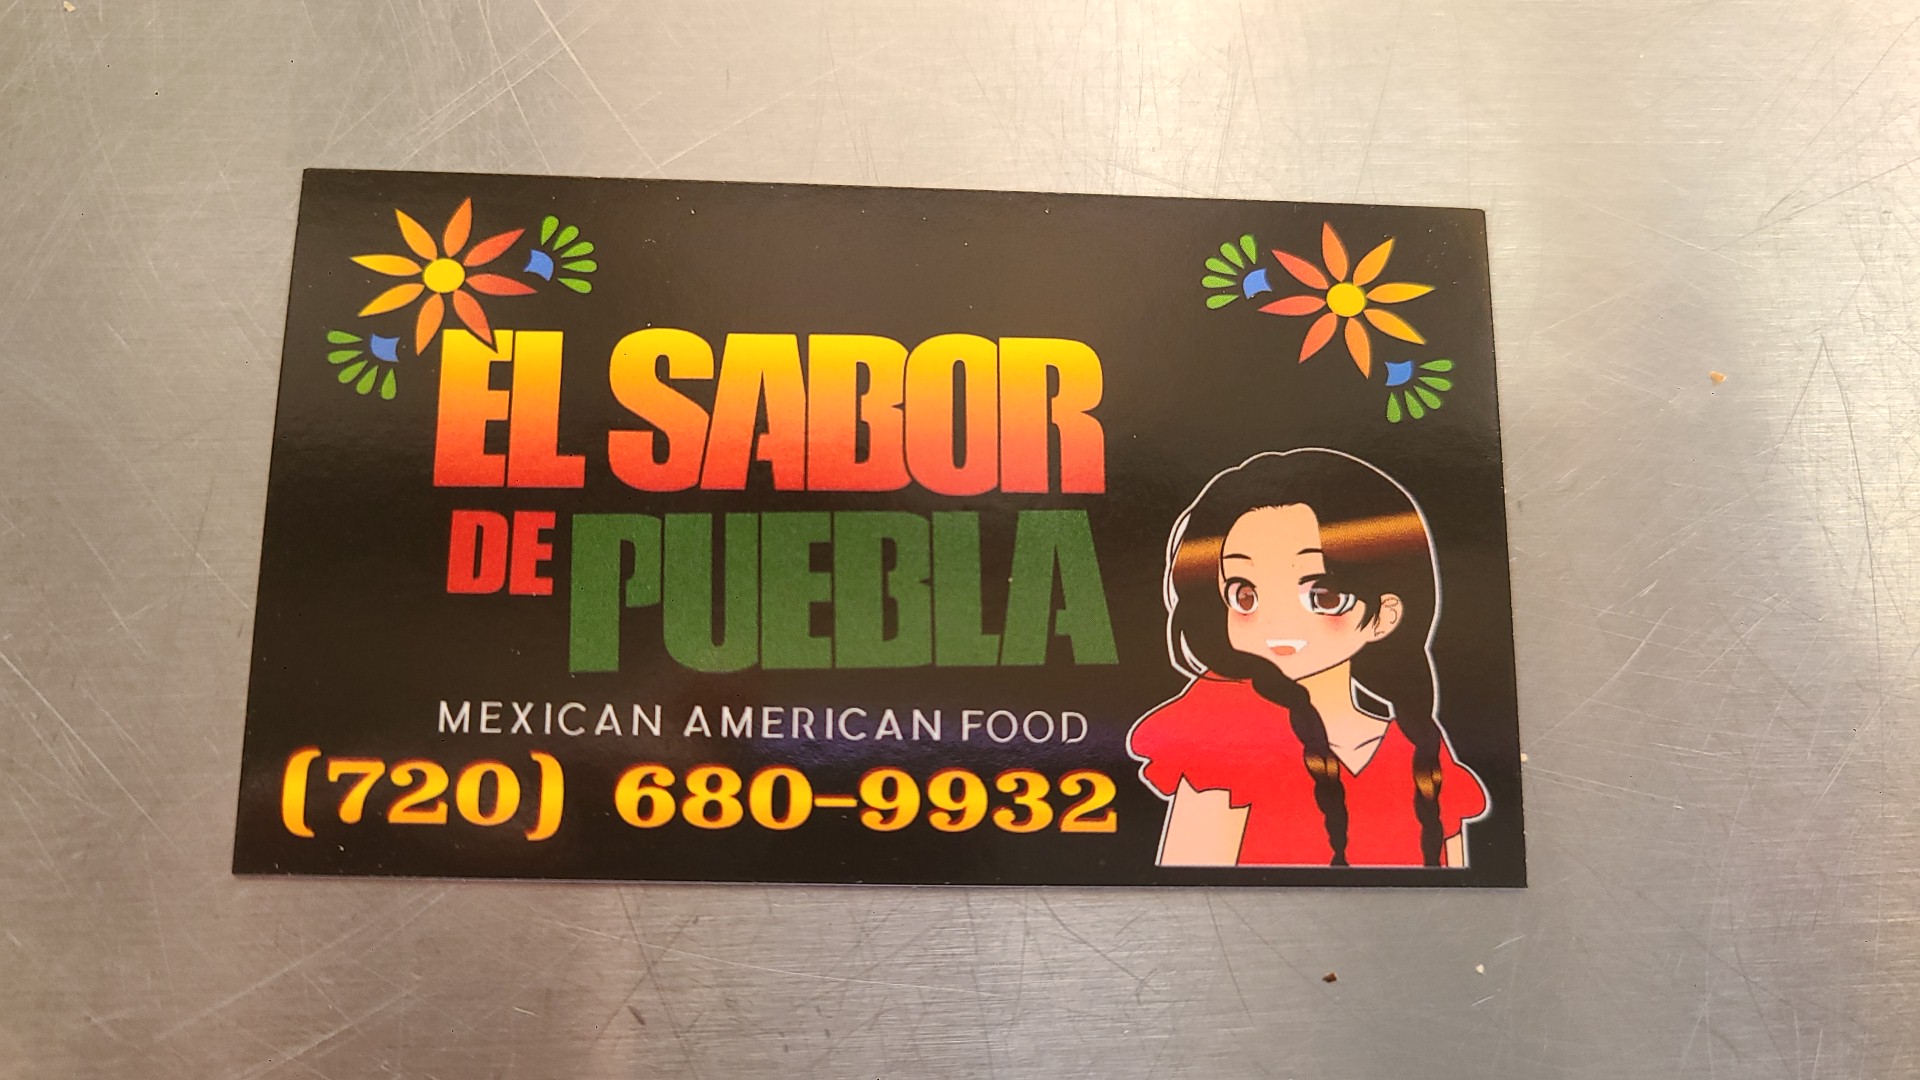 EL SABOR
DE PUEBLA
MEXICAN AMERICAN FOOD
(720) 680-9932